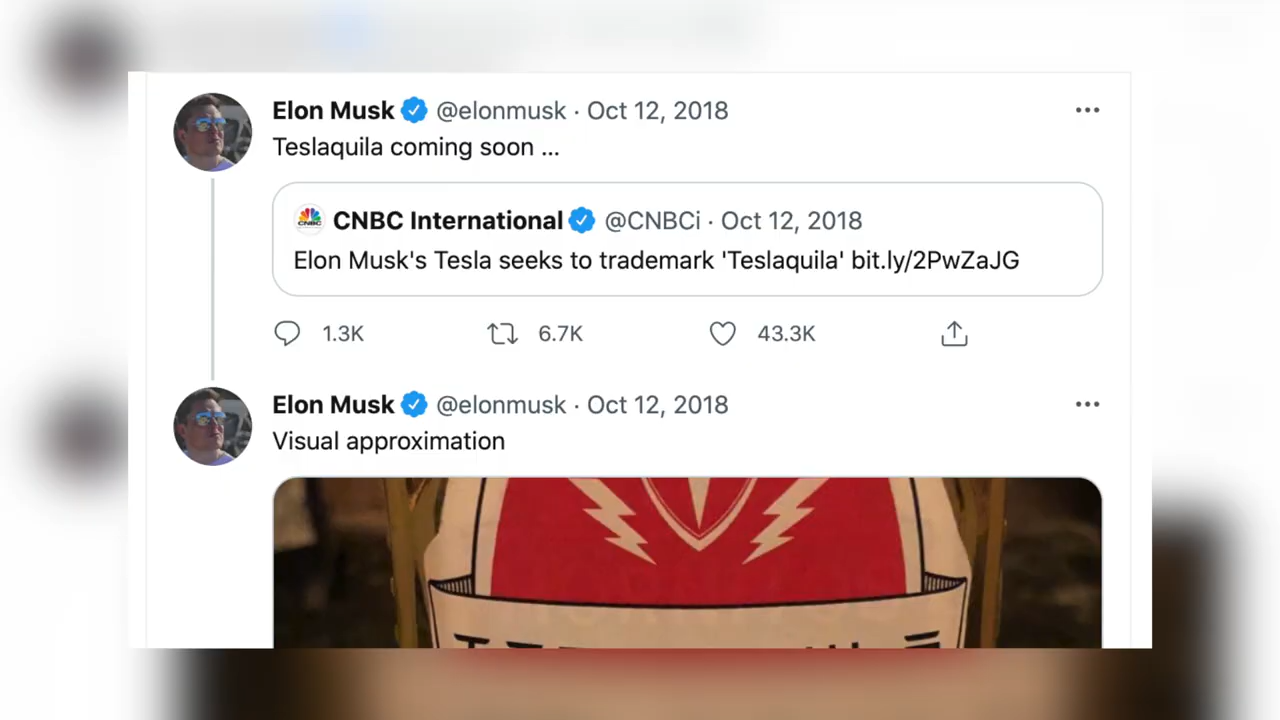 Elon Musk @elonmusk · Oct 12, 2018
Teslaquila coming soon ...
CNBC
CNBC International @CNBCi · Oct 12, 2018
Elon Musk's Tesla seeks to trademark 'Teslaquila' bit.ly/2PwZaJG
1.3K 6.7K 43.3K
Elon Musk @elonmusk · Oct 12, 2018
Visual approximation